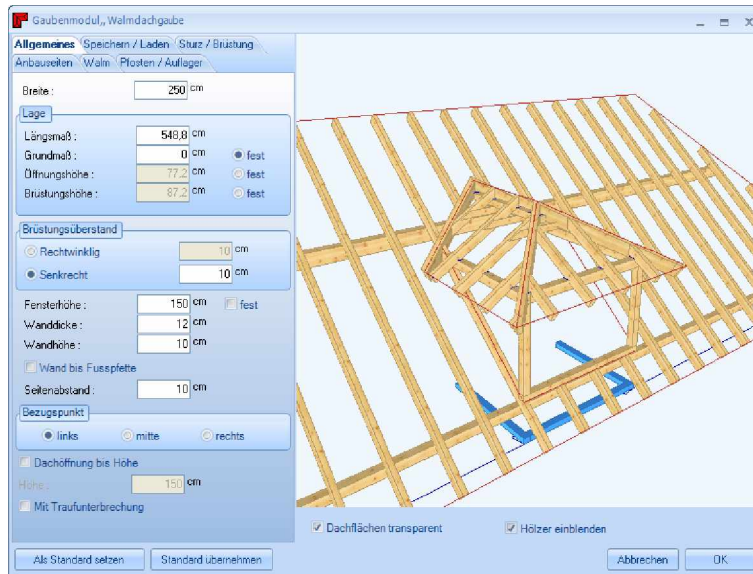 Gaubenmodul,, Walmdachgaube
Allgemeines Speichern / Laden Sturz / Brüstung
Anbauseiten Walm Pfosten / Auflager
Breite : 250 cm
Lage
Längsmaß : 548,8 cm
Grundmaß : 0 cm fest
Öffnungshöhe : 77,2 cm fest
Brüstungshöhe : 87,2 cm fest
Brüstungsüberstand
Rechtwinklig 10 cm
Senkrecht 10 cm
Fensterhöhe : 150 cm fest
Wanddicke : 12 cm
Wandhöhe : 10 cm
Wand bis Fusspfette
Seitenabstand : 10 cm
Bezugspunkt
links mitte rechts
Dachöffnung bis Höhe
Höhe : 150 cm
Mit Traufunterbrechung
Dachflächen transparent Hölzer einblenden
Als Standard setzen Standard übernehmen Abbrechen OK